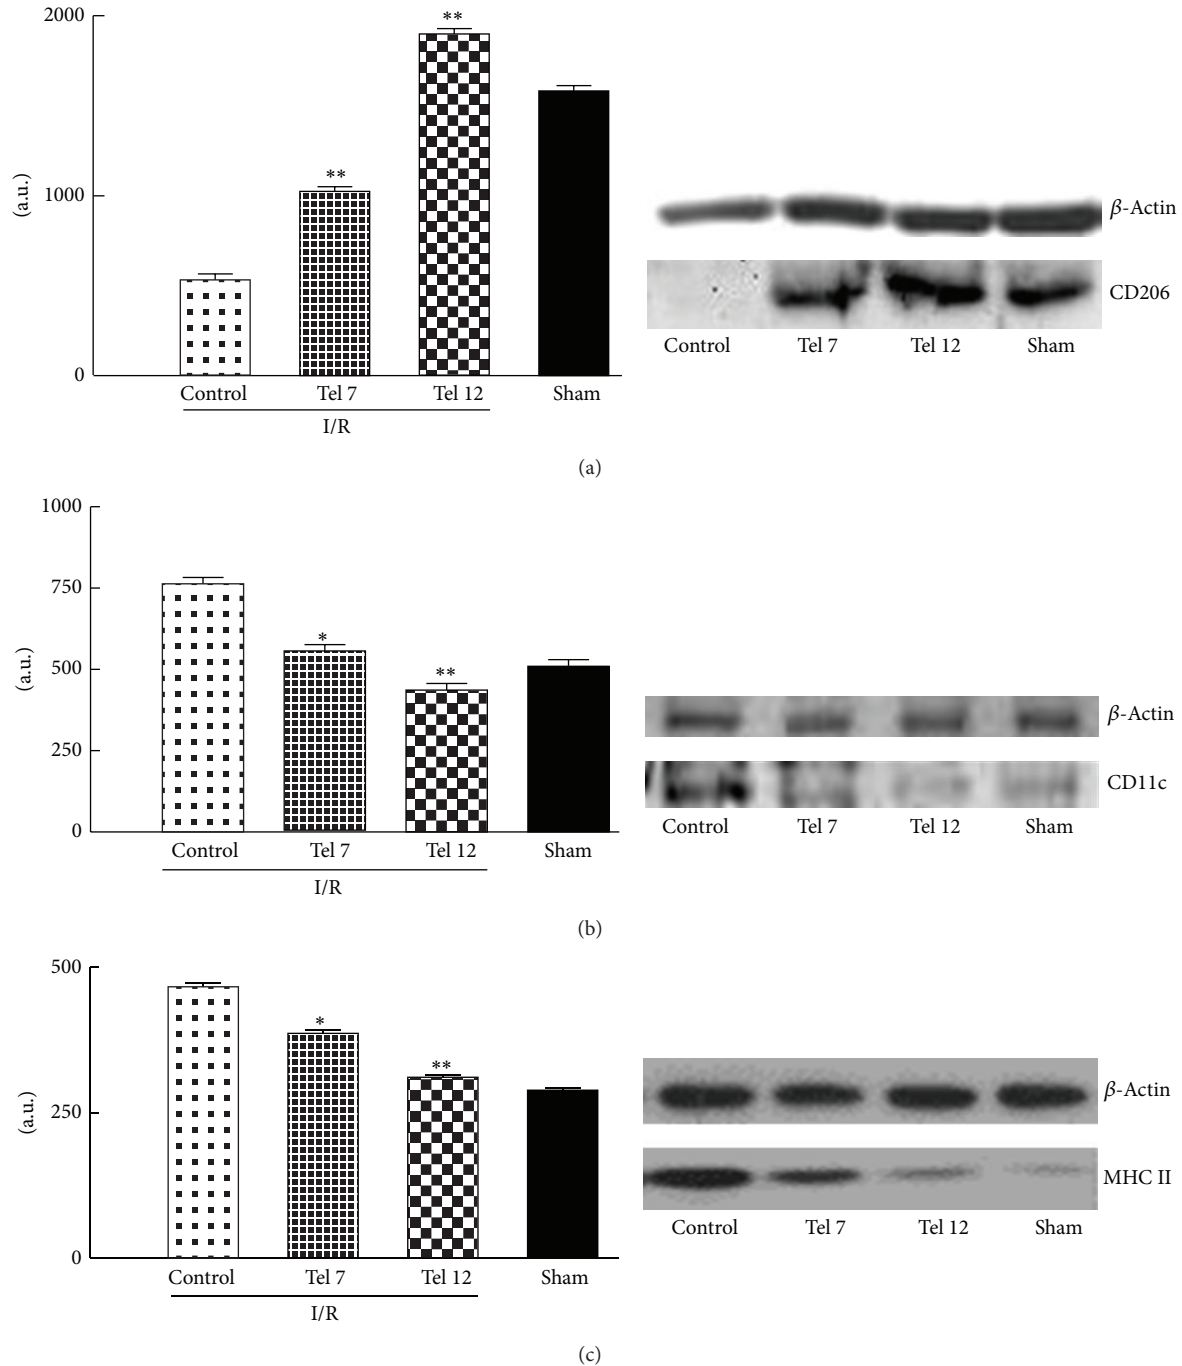 2000
**
**
1000
(a.u.)
0
Control Tel 7 Tel 12 Sham
I/R
β-Actin
CD206
Control Tel 7 Tel 12 Sham
(a)
1000
750
*
**
500
(a.u.)
250
0
Control Tel 7 Tel 12 Sham
I/R
β-Actin
CD11c
Control Tel 7 Tel 12 Sham
(b)
500
*
**
250
(a.u.)
0
Control Tel 7 Tel 12 Sham
I/R
β-Actin
MHC II
Control Tel 7 Tel 12 Sham
(c)